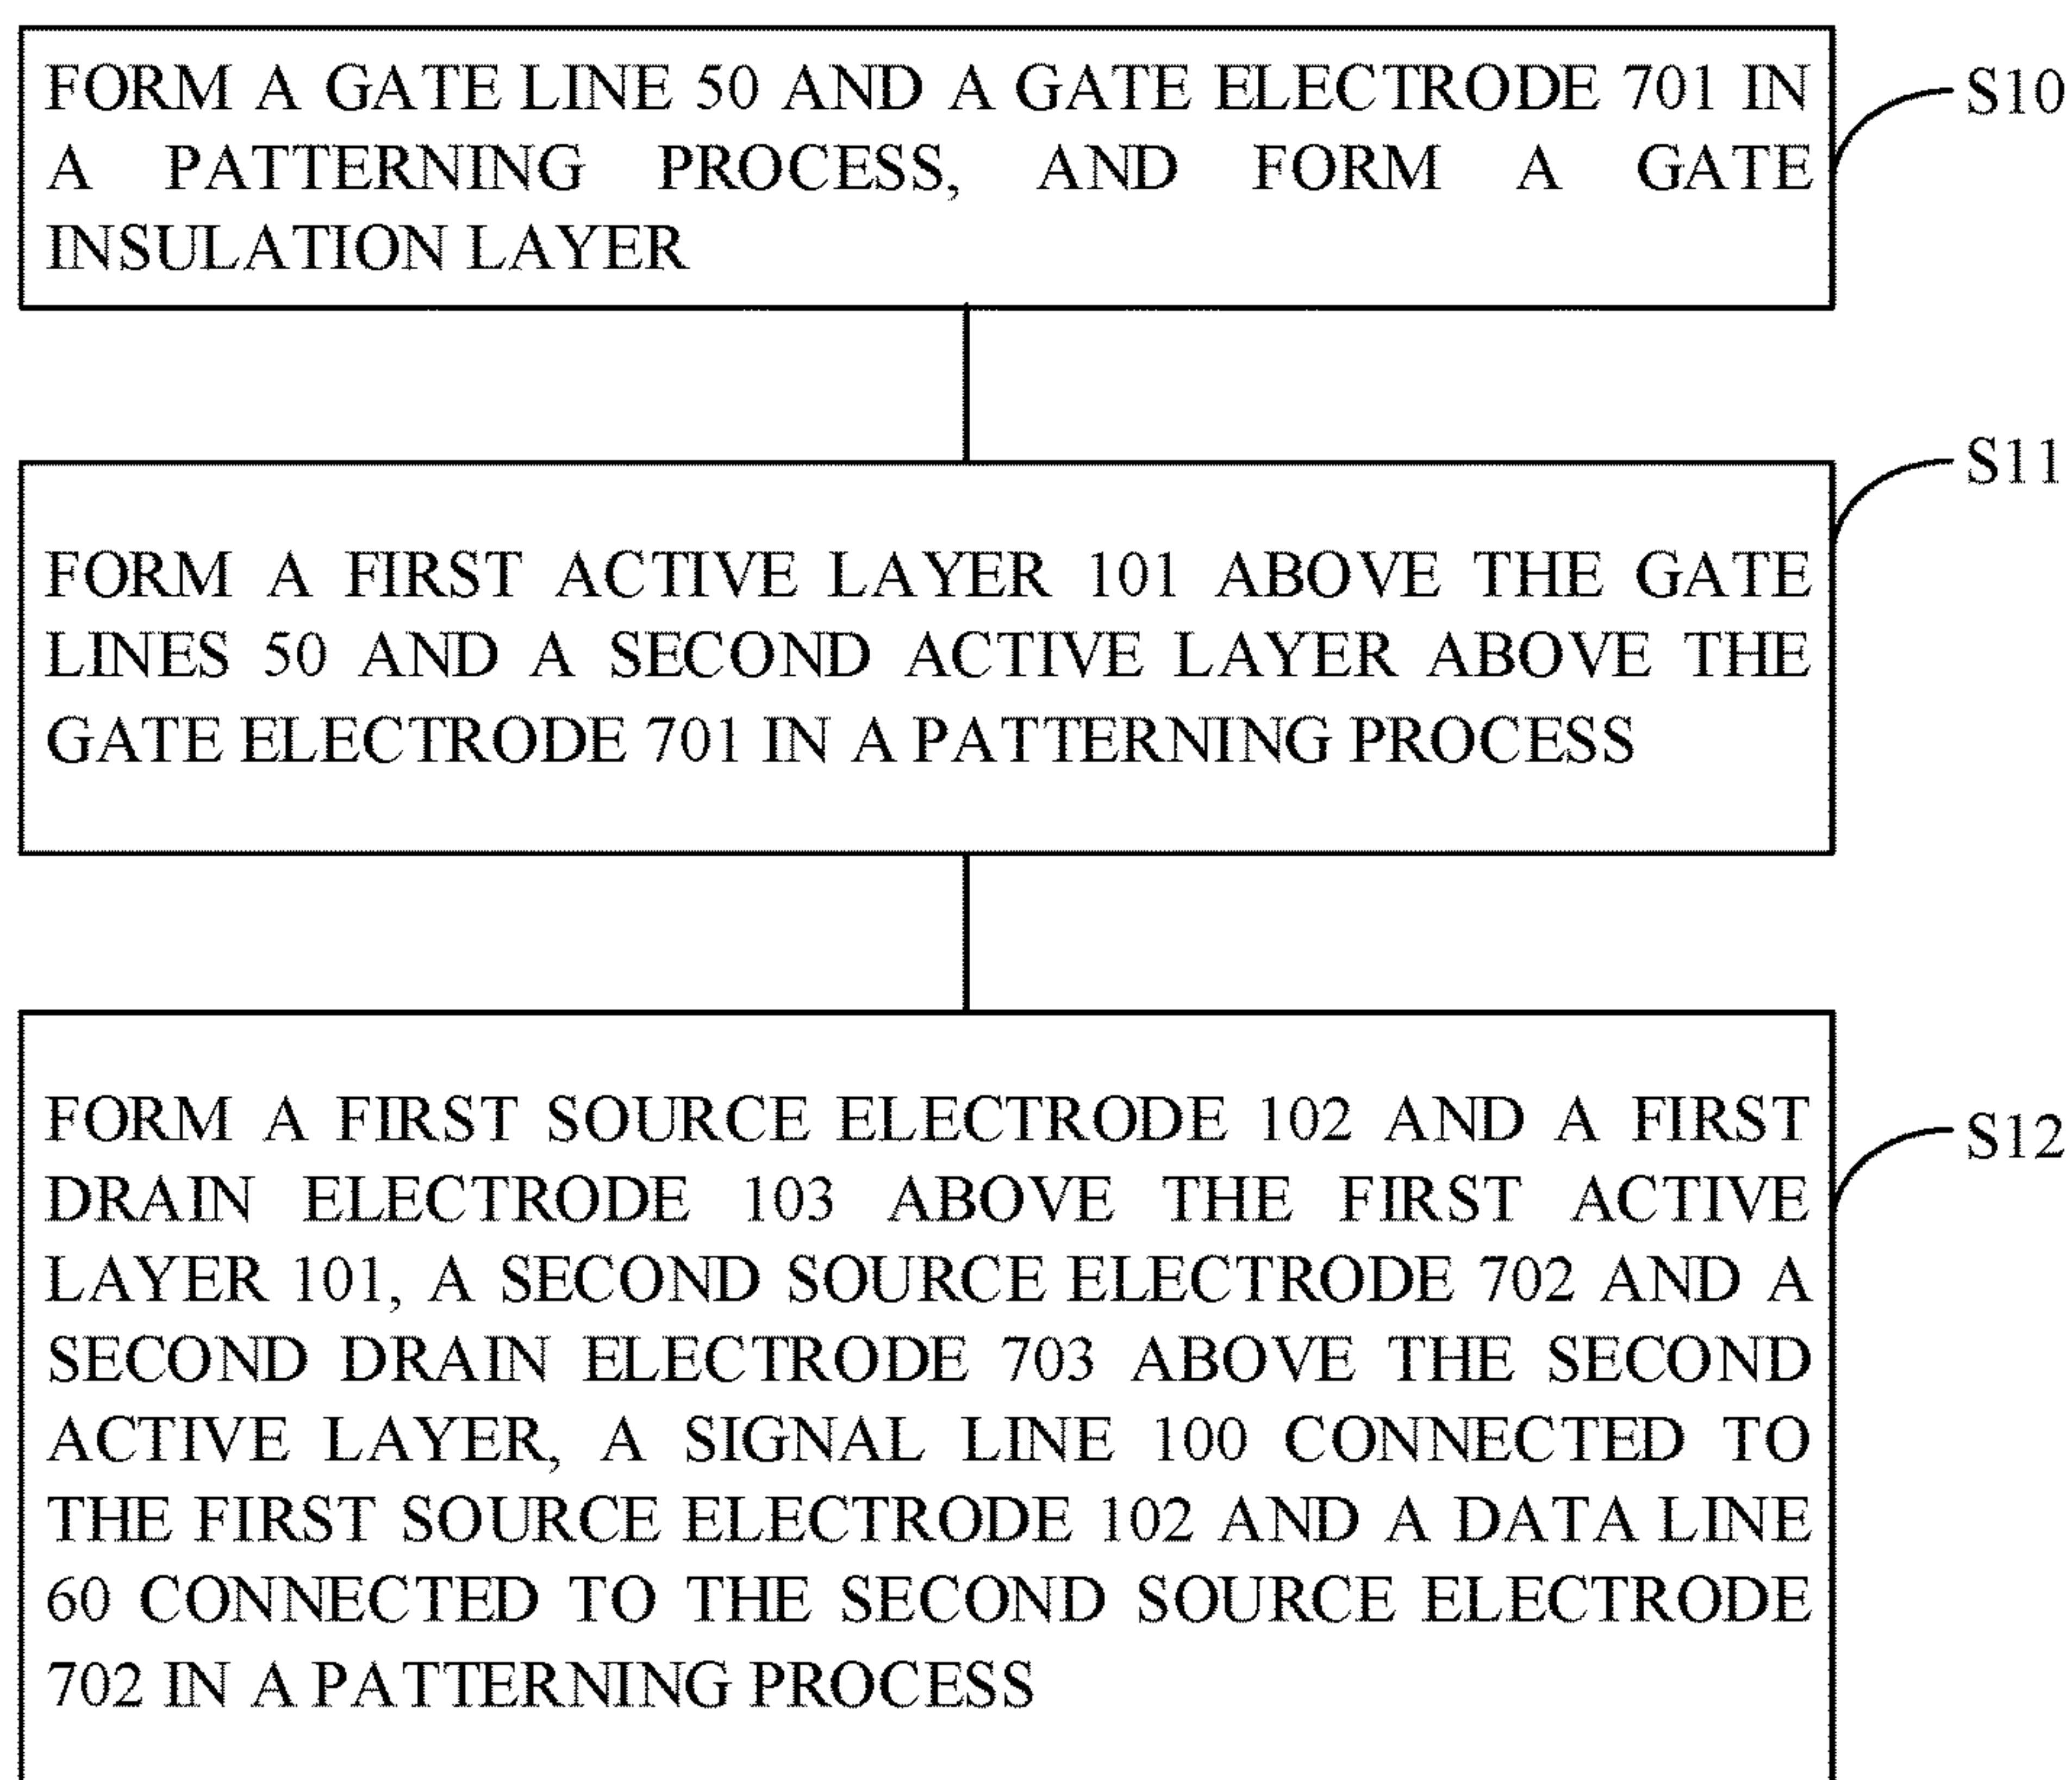 FORM A GATE LINE 50 AND A GATE ELECTRODE 701 IN
A PATTERNING PROCESS, AND FORM A GATE
INSULATION LAYER
S10
S11
FORM A FIRST ACTIVE LAYER 101 ABOVE THE GATE
LINES 50 AND A SECOND ACTIVE LAYER ABOVE THE
GATE ELECTRODE 701 IN A PATTERNING PROCESS
FORM A FIRST SOURCE ELECTRODE 102 AND A FIRST
DRAIN ELECTRODE 103 ABOVE THE FIRST ACTIVE
LAYER 101, A SECOND SOURCE ELECTRODE 702 AND A
SECOND DRAIN ELECTRODE 703 ABOVE THE SECOND
ACTIVE LAYER, A SIGNAL LINE 100 CONNECTED TO
THE FIRST SOURCE ELECTRODE 102 AND A DATA LINE
60 CONNECTED TO THE SECOND SOURCE ELECTRODE
702 IN A PATTERNING PROCESS
S12